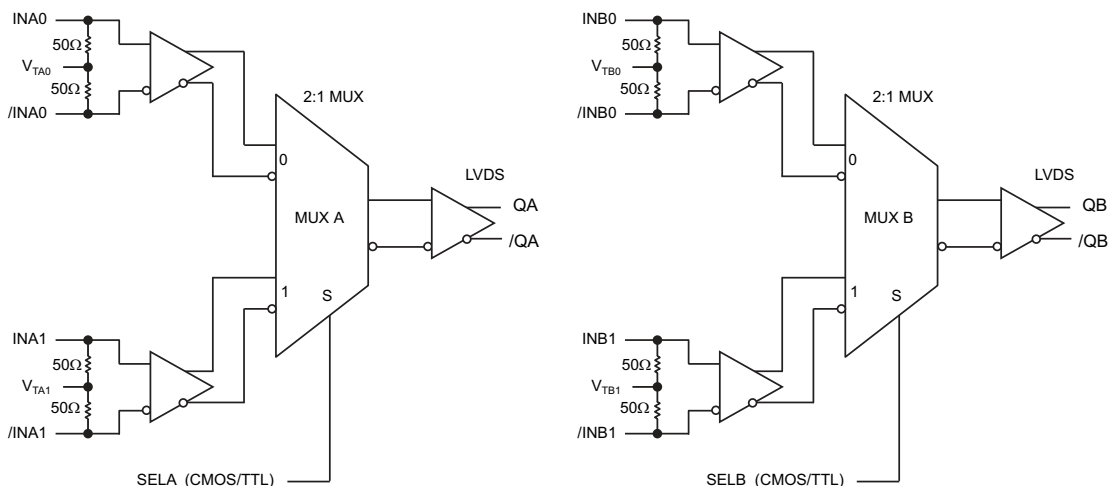 INA0
50Ω
VTA0
50Ω
/INA0
2:1 MUX
0
MUX A
LVDS
QA
/QA
1
S
INA1
50Ω
VTA1
50Ω
/INA1
SELA (CMOS/TTL)
INB0
50Ω
VTB0
50Ω
/INB0
2:1 MUX
0
MUX B
LVDS
QB
/QB
1
S
INB1
50Ω
VTB1
50Ω
/INB1
SELB (CMOS/TTL)